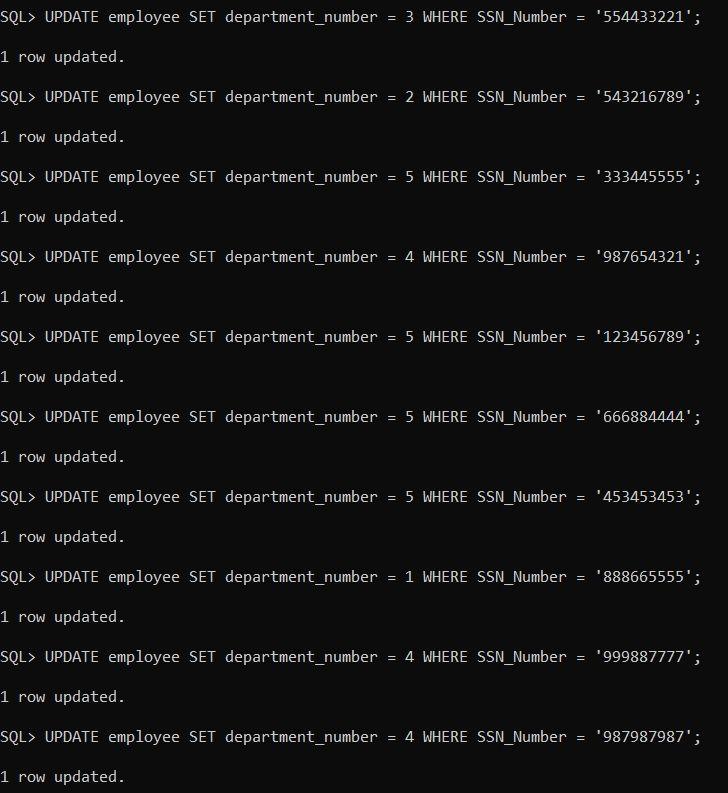 SQL> UPDATE employee SET department_number = 3 WHERE SSN_Number = '554433221';
1 row updated.
SQL> UPDATE employee SET department_number = 2 WHERE SSN_Number = '543216789';
1 row updated.
SQL> UPDATE employee SET department_number = 5 WHERE SSN_Number = '333445555';
1 row updated.
SQL> UPDATE employee SET department_number = 4 WHERE SSN_Number = '987654321';
1 row updated.
SQL> UPDATE employee SET department_number = 5 WHERE SSN_Number = '123456789';
1 row updated.
SQL> UPDATE employee SET department_number = 5 WHERE SSN_Number = '666884444';
1 row updated.
SQL> UPDATE employee SET department_number = 5 WHERE SSN_Number = '453453453';
1 row updated.
SQL> UPDATE employee SET department_number = 1 WHERE SSN_Number = '888665555';
1 row updated.
SQL> UPDATE employee SET department_number = 4 WHERE SSN_Number = '999887777';
1 row updated.
SQL> UPDATE employee SET department_number = 4 WHERE SSN_Number = '987987987';
1 row updated.